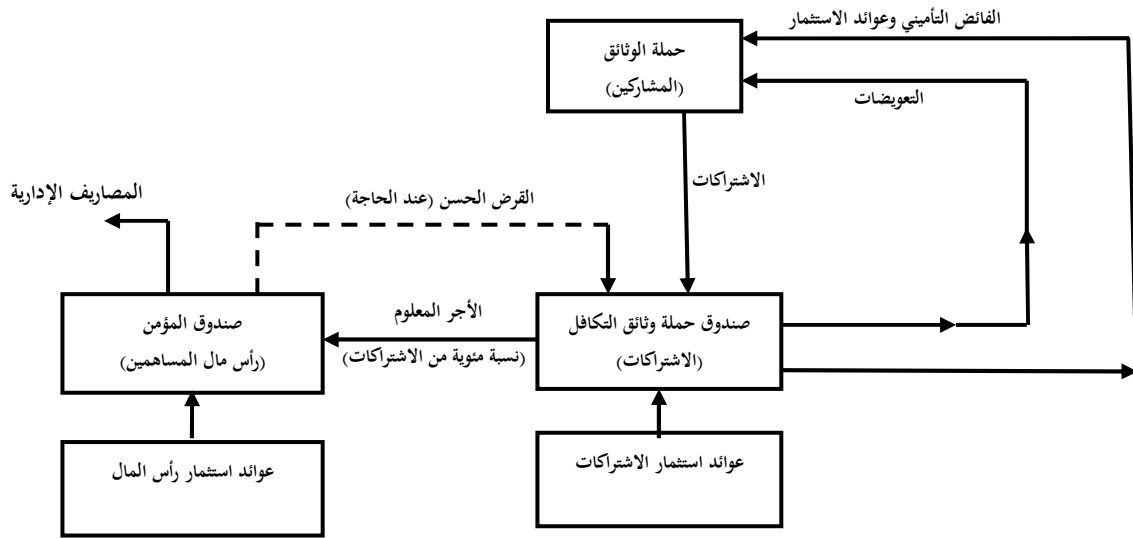 الفائض التأميني وعوائد الاستثمار
حملة الوثائق
(المشاركين)
التعويضات
الاشتراكات
المصاريف الإدارية
القرض الحسن (عند الحاجة)
صندوق حملة وثائق التكافل
(الاشتراكات)
الأجر المعلوم
(نسبة مئوية من الاشتراكات)
صندوق المؤمن
(رأس مال المساهمين)
عوائد استثمار الاشتراكات
عوائد استثمار رأس المال